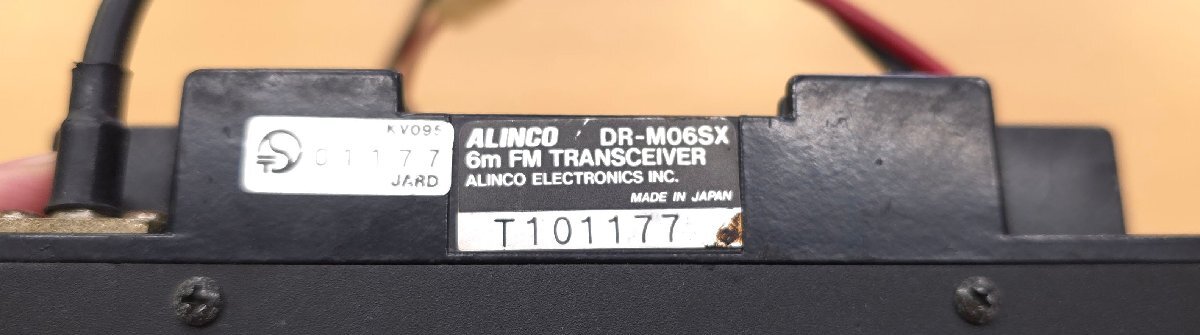 KV095
01177
JARD
ALINCO DR-M06SX
6m FM TRANSCEIVER
ALINCO ELECTRONICS INC.
MADE IN JAPAN
T101177